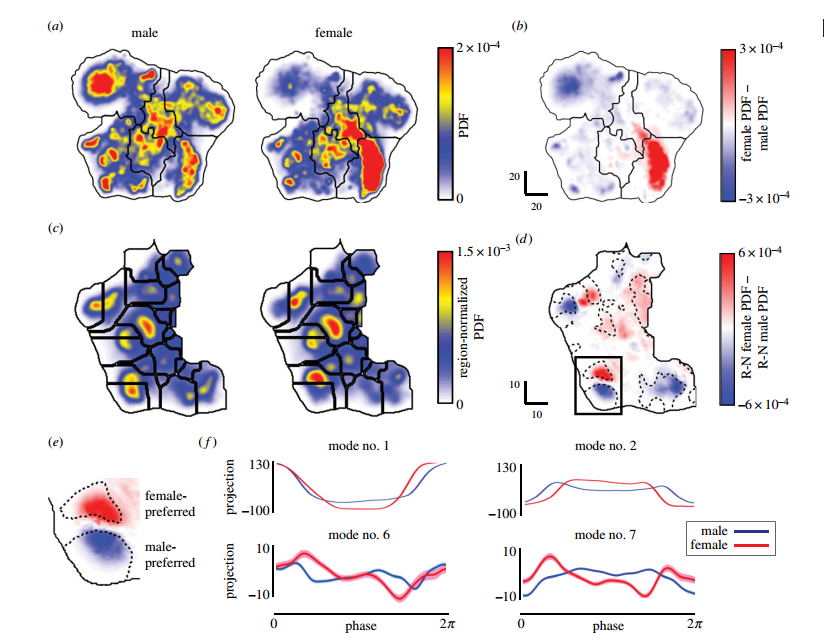 (a)
male
female
2 × 10⁻⁴
PDF
0
(b)
3 × 10⁻⁴
female PDF –
male PDF
–3 × 10⁻⁴
20
20
(c)
1.5 × 10⁻³
region-normalized
PDF
0
(d)
6 × 10⁻⁴
R-N female PDF –
R-N male PDF
–6 × 10⁻⁴
10
10
(e)
female-
preferred
male-
preferred
(f)
mode no. 1
130
projection
–100
mode no. 2
130
–100
male
female
mode no. 6
10
projection
–10
0
phase
2π
mode no. 7
10
–10
0
phase
2π